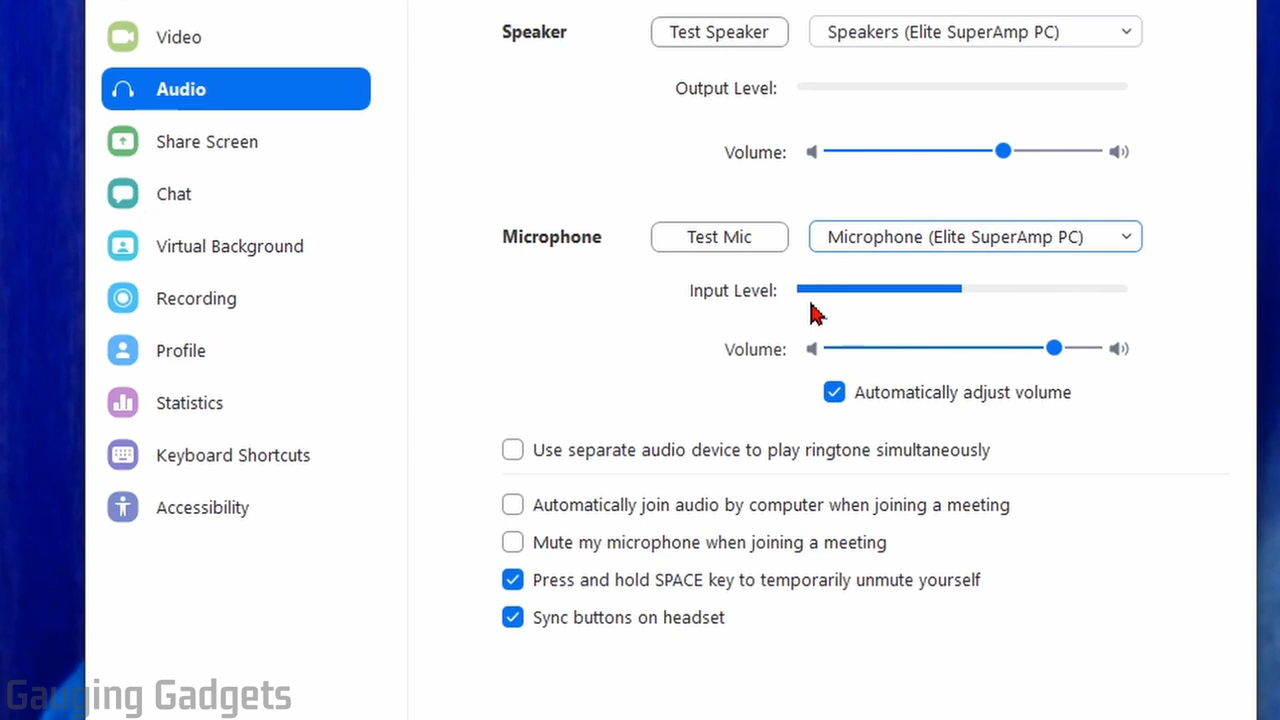 Video
Audio
Share Screen
Chat
Virtual Background
Recording
Profile
Statistics
Keyboard Shortcuts
Accessibility
Speaker Test Speaker Speakers (Elite SuperAmp PC)
Output Level:
Volume:
Microphone Test Mic Microphone (Elite SuperAmp PC)
Input Level:
Volume:
Automatically adjust volume
Use separate audio device to play ringtone simultaneously
Automatically join audio by computer when joining a meeting
Mute my microphone when joining a meeting
Press and hold SPACE key to temporarily unmute yourself
Sync buttons on headset
Gauging Gadgets